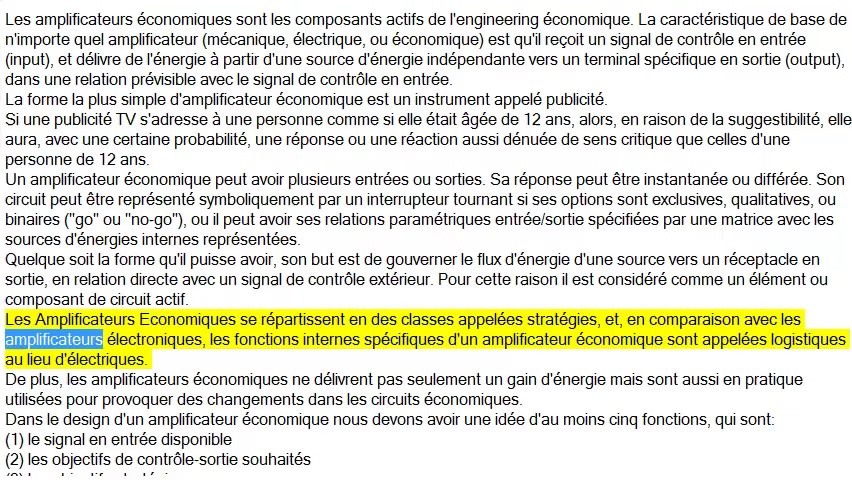 Les amplificateurs économiques sont les composants actifs de l'engineering économique. La caractéristique de base de
n'importe quel amplificateur (mécanique, électrique, ou économique) est qu'il reçoit un signal de contrôle en entrée
(input), et délivre de l'énergie à partir d'une source d'énergie indépendante vers un terminal spécifique en sortie (output),
dans une relation prévisible avec le signal de contrôle en entrée.
La forme la plus simple d'amplificateur économique est un instrument appelé publicité.
Si une publicité TV s'adresse à une personne comme si elle était âgée de 12 ans, alors, en raison de la suggestibilité, elle
aura, avec une certaine probabilité, une réponse ou une réaction aussi dénuée de sens critique que celles d'une
personne de 12 ans.
Un amplificateur économique peut avoir plusieurs entrées ou sorties. Sa réponse peut être instantanée ou différée. Son
circuit peut être représenté symboliquement par un interrupteur tournant si ses options sont exclusives, qualitatives, ou
binaires ("go" ou "no-go"), ou il peut avoir ses relations paramétriques entrée/sortie spécifiées par une matrice avec les
sources d'énergies internes représentées.
Quelque soit la forme qu'il puisse avoir, son but est de gouverner le flux d'énergie d'une source vers un réceptacle en
sortie, en relation directe avec un signal de contrôle extérieur. Pour cette raison il est considéré comme un élément ou
composant de circuit actif.
Les Amplificateurs Economiques se répartissent en des classes appelées stratégies, et, en comparaison avec les
amplificateurs électroniques, les fonctions internes spécifiques d'un amplificateur économique sont appelées logistiques
au lieu d'électriques.
De plus, les amplificateurs économiques ne délivrent pas seulement un gain d'énergie mais sont aussi en pratique
utilisées pour provoquer des changements dans les circuits économiques.
Dans le design d'un amplificateur économique nous devons avoir une idée d'au moins cinq fonctions, qui sont:
(1) le signal en entrée disponible
(2) les objectifs de contrôle-sortie souhaités